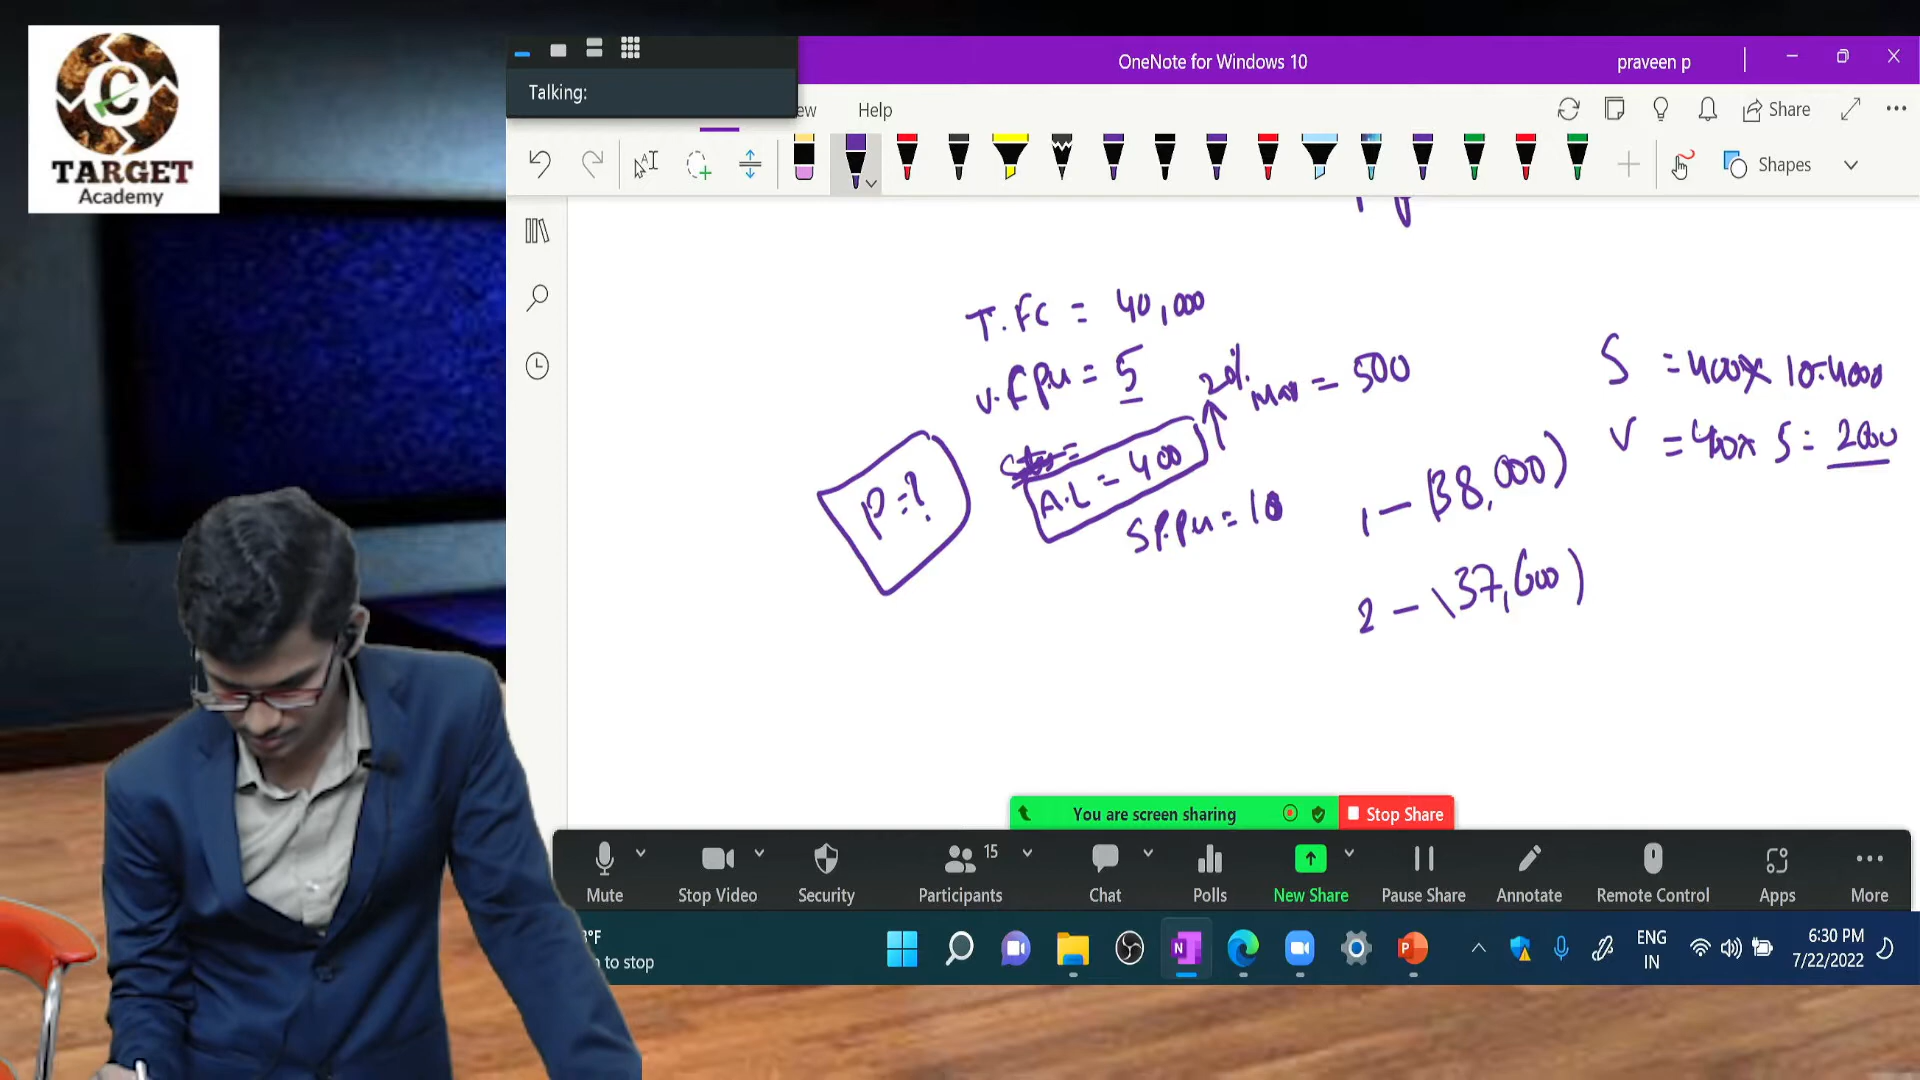 TARGET
Academy
Talking:
OneNote for Windows 10
praveen p
ew
Help
Share
Shapes
T.FC = 40,000
V.C p.u = 5
20%
Max = 500
A.L = 400
P = ?
S.P.p.u = 10
S = 400 x 10 = 4000
V = 400 x 5 = 2000
1 - (38,000)
2 - (37,600)
You are screen sharing
Stop Share
15
Mute
Stop Video
Security
Participants
Chat
Polls
New Share
Pause Share
Annotate
Remote Control
Apps
More
°F
n to stop
ENG
IN
6:30 PM
7/22/2022